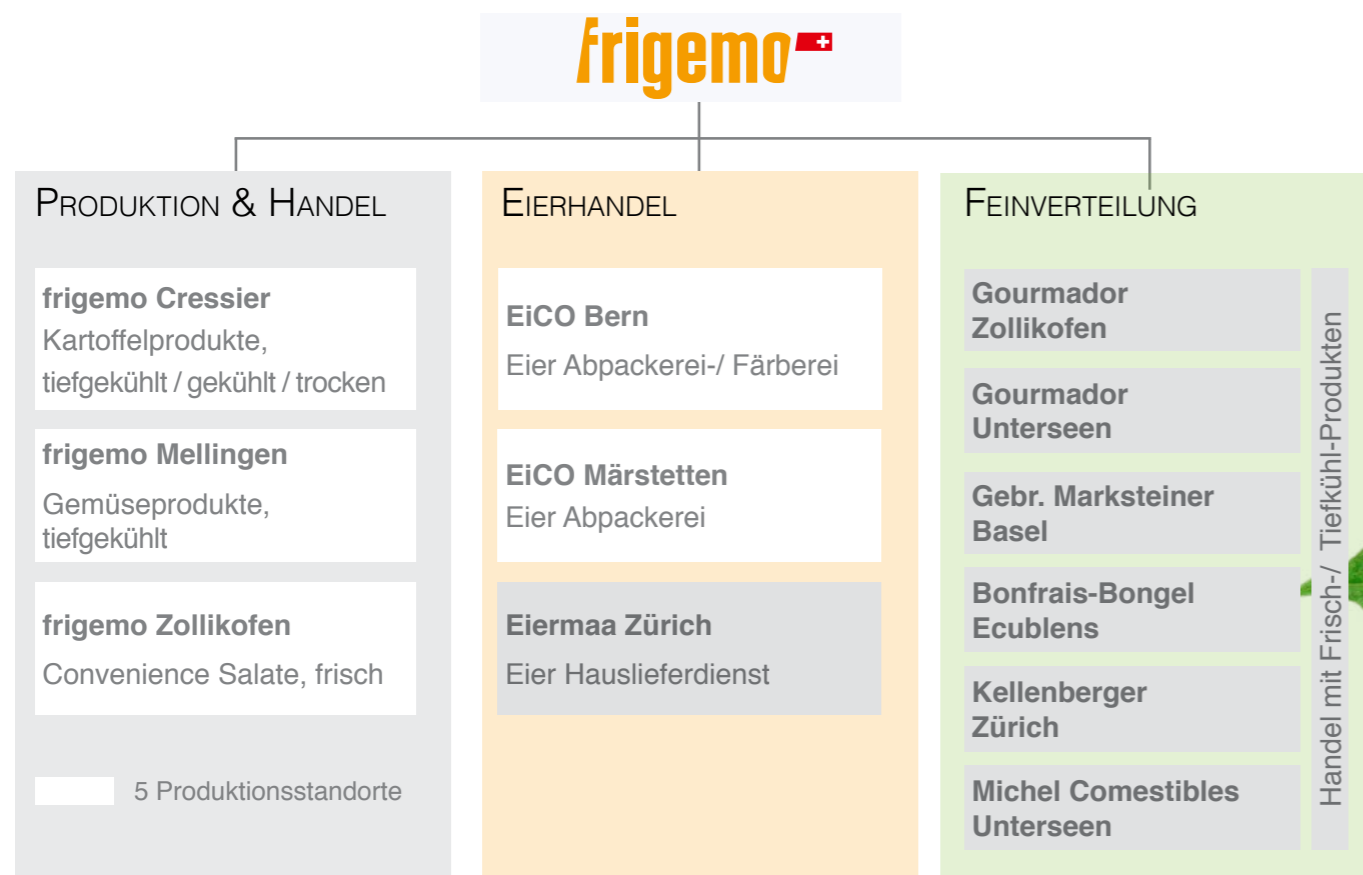 frigemo
PRODUKTION & HANDEL
frigemo Cressier
Kartoffelprodukte,
tiefgekühlt / gekühlt / trocken
frigemo Mellingen
Gemüseprodukte,
tiefgekühlt
frigemo Zollikofen
Convenience Salate, frisch
5 Produktionsstandorte
EIERHANDEL
EiCO Bern
Eier Abpackerei-/ Färberei
EiCO Märstetten
Eier Abpackerei
Eiermaa Zürich
Eier Hauslieferdienst
FEINVERTEILUNG
Gourmador
Zollikofen
Gourmador
Unterseen
Gebr. Marksteiner
Basel
Bonfrais-Bongel
Ecublens
Kellenberger
Zürich
Michel Comestibles
Unterseen
Handel mit Frisch-/ Tiefkühl-Produkten